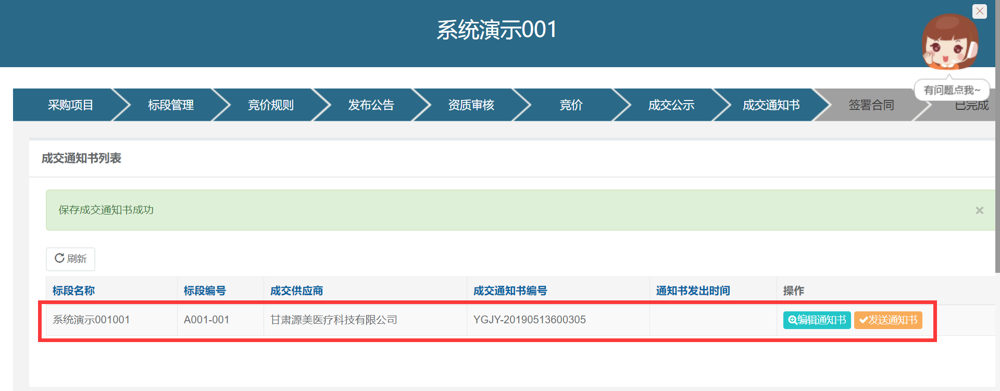 系统演示001
有问题点我~
采购项目 标段管理 竞价规则 发布公告 资质审核 竞价 成交公示 成交通知书 签署合同 已完成
成交通知书列表
保存成交通知书成功 ×
刷新
标段名称 标段编号 成交供应商 成交通知书编号 通知书发出时间 操作
系统演示001001 A001-001 甘肃源美医疗科技有限公司 YGJY-20190513600305 编辑通知书 发送通知书